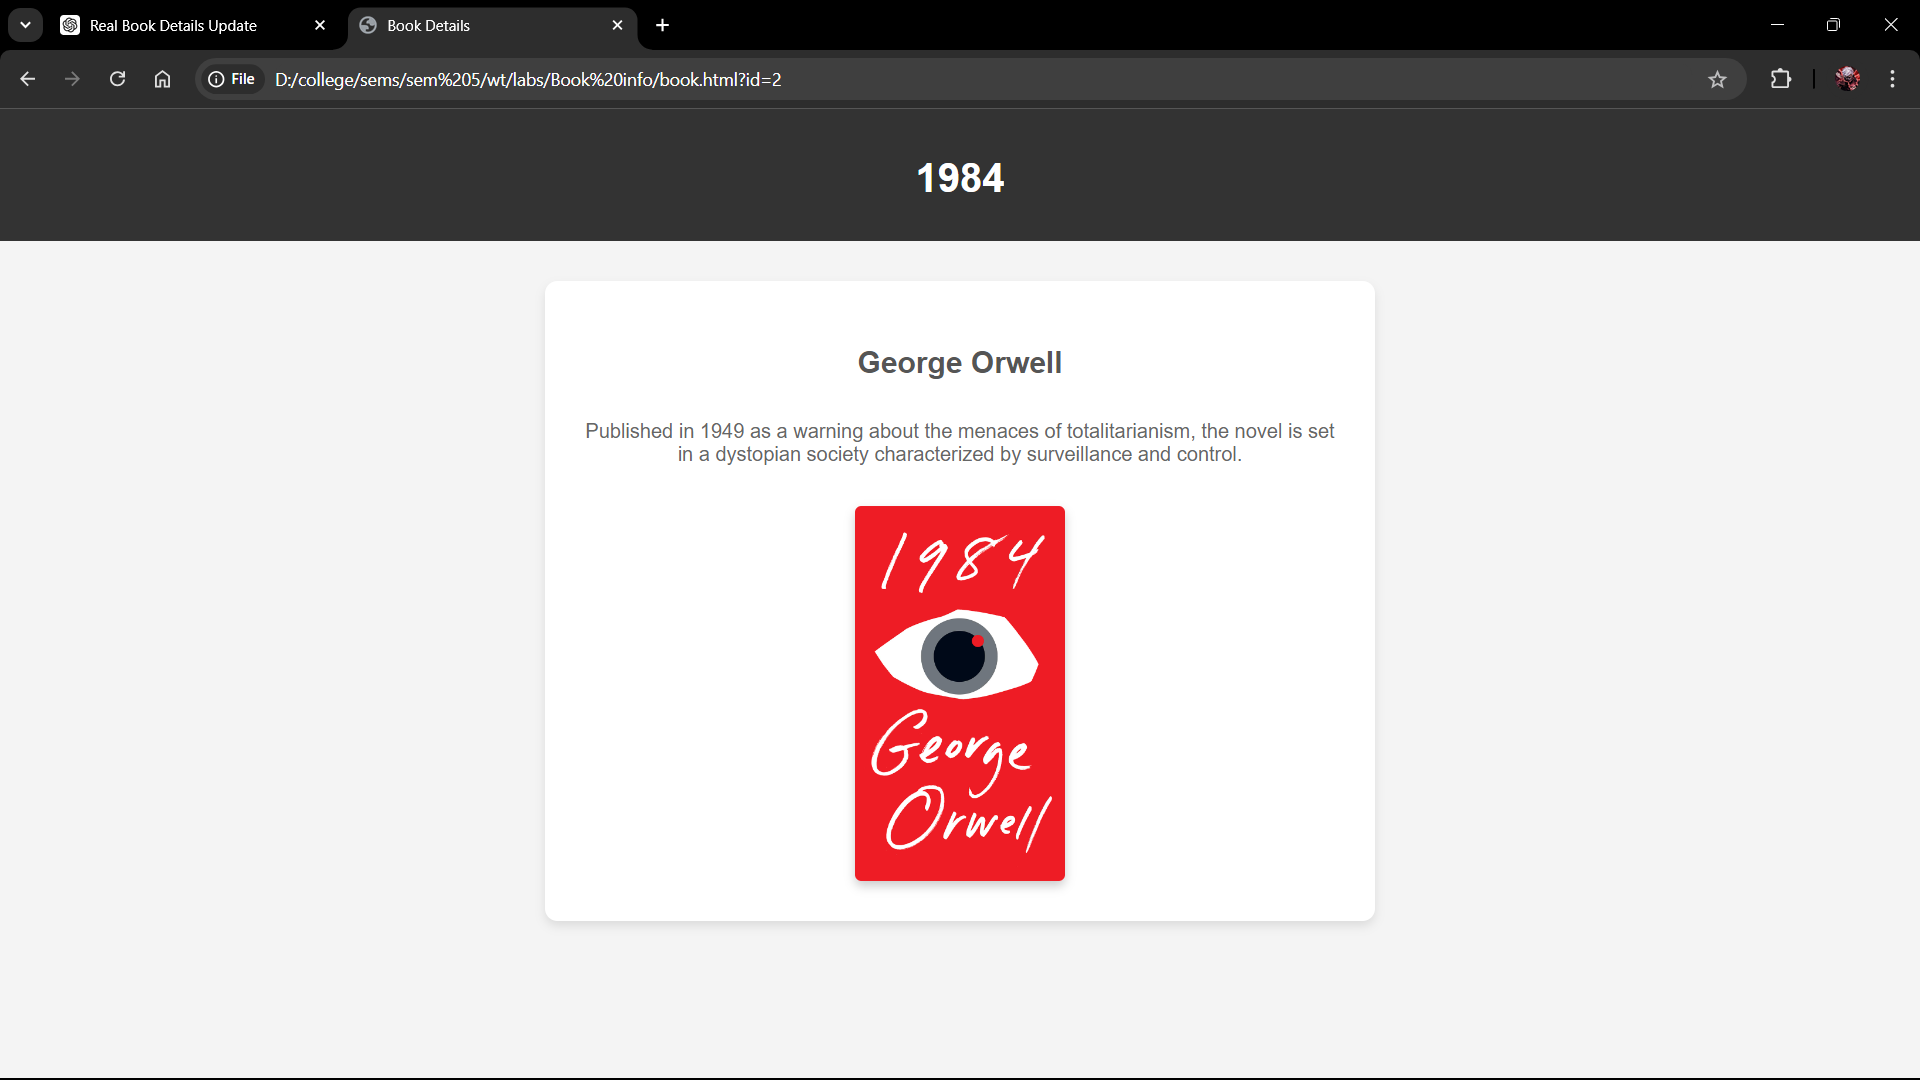 Real Book Details Update
Book Details
File
D:/college/sems/sem%205/wt/labs/Book%20info/book.html?id=2
1984
George Orwell
Published in 1949 as a warning about the menaces of totalitarianism, the novel is set
in a dystopian society characterized by surveillance and control.
1984
George
Orwell